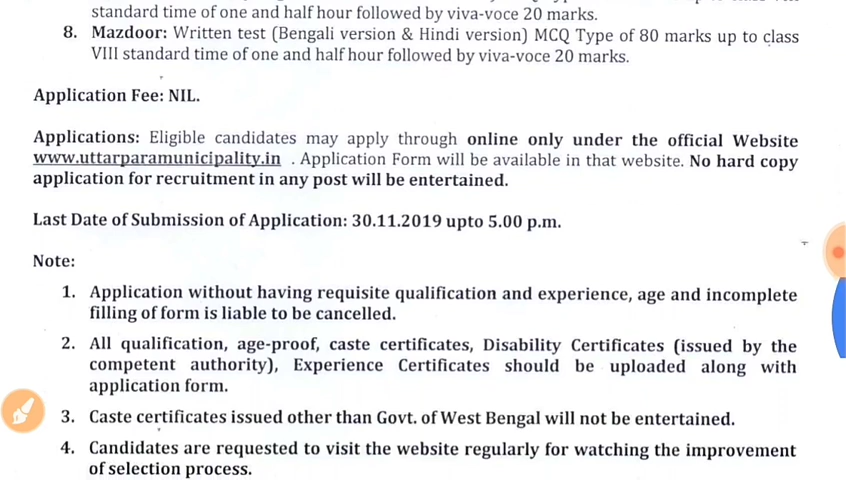 standard time of one and half hour followed by viva-voce 20 marks.
8. Mazdoor: Written test (Bengali version & Hindi version) MCQ Type of 80 marks up to class
VIII standard time of one and half hour followed by viva-voce 20 marks.
Application Fee: NIL.
Applications: Eligible candidates may apply through online only under the official Website
www.uttarparamunicipality.in . Application Form will be available in that website. No hard copy
application for recruitment in any post will be entertained.
Last Date of Submission of Application: 30.11.2019 upto 5.00 p.m.
Note:
1. Application without having requisite qualification and experience, age and incomplete
filling of form is liable to be cancelled.
2. All qualification, age-proof, caste certificates, Disability Certificates (issued by the
competent authority), Experience Certificates should be uploaded along with
application form.
3. Caste certificates issued other than Govt. of West Bengal will not be entertained.
4. Candidates are requested to visit the website regularly for watching the improvement
of selection process.